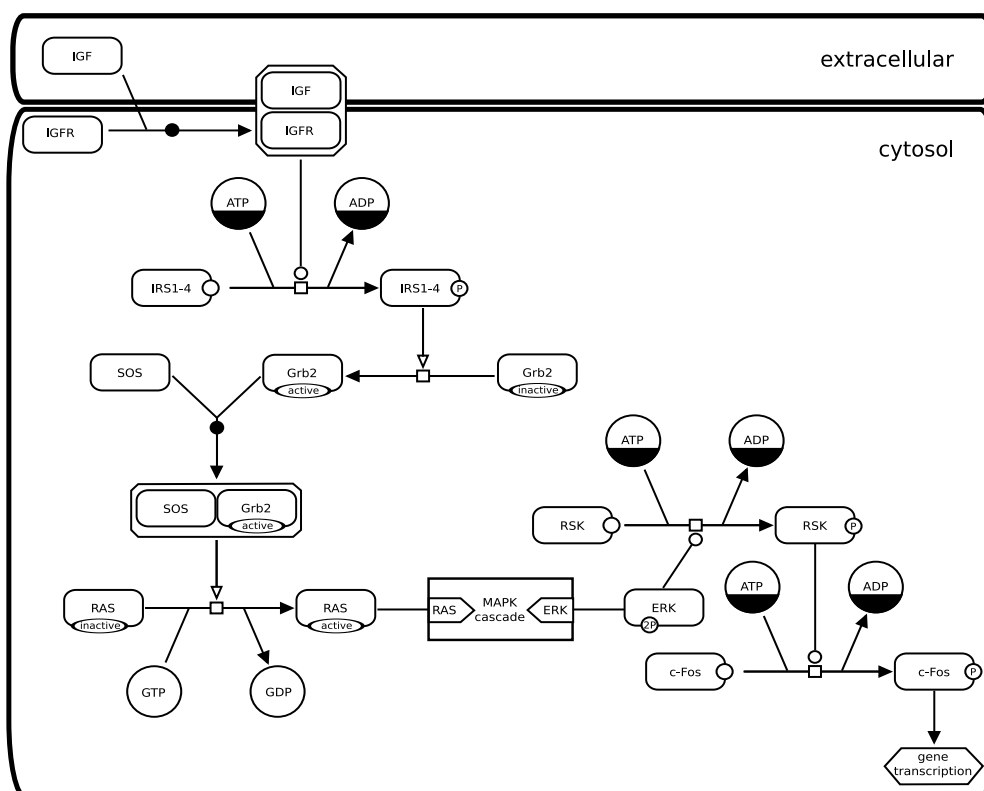 IGF
extracellular
IGF
IGFR
IGFR
cytosol
ATP
ADP
IRS1-4
IRS1-4
P
SOS
Grb2
active
Grb2
inactive
ATP
ADP
SOS
Grb2
active
RSK
RSK
P
ATP
ADP
RAS
inactive
RAS
active
RAS
MAPK
cascade
ERK
ERK
2P
GTP
GDP
c-Fos
c-Fos
P
gene
transcription